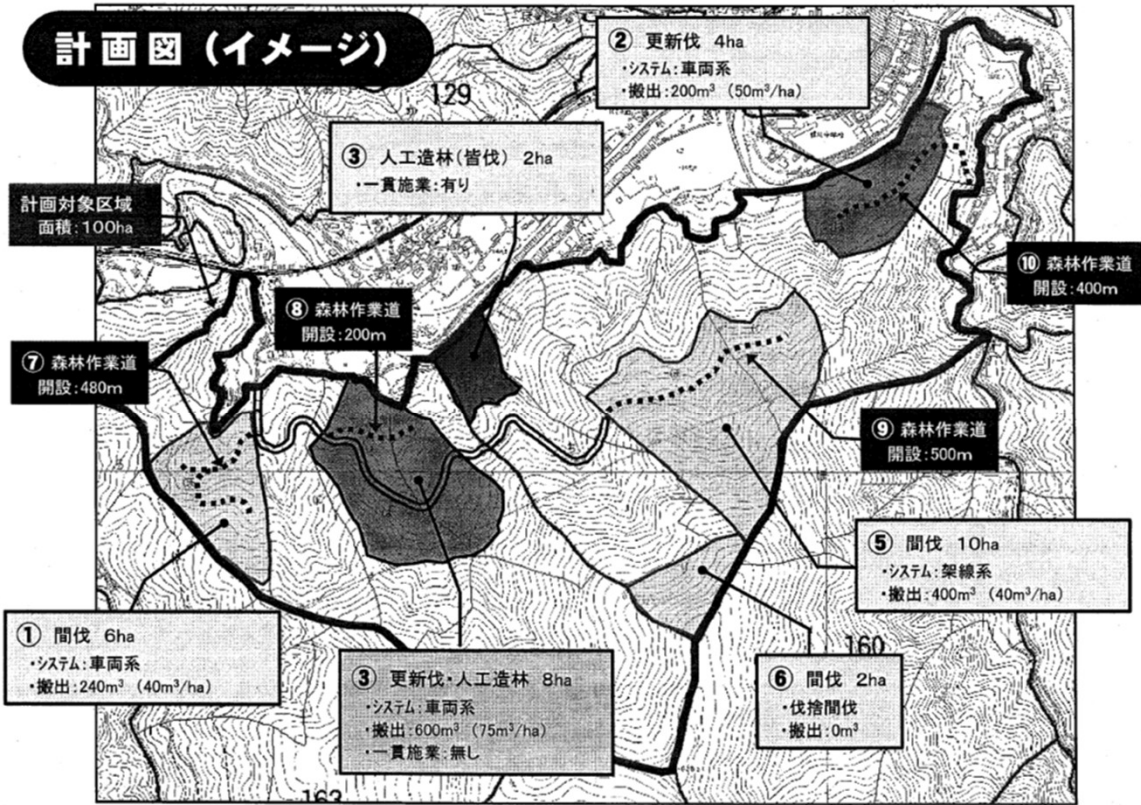 計画図（イメージ）
② 更新伐 4ha
・システム：車両系
・搬出：200m³（50m³/ha）
129
③ 人工造林（皆伐） 2ha
・一貫施業：有り
計画対象区域
面積：100ha
⑩ 森林作業道
開設：400m
⑧ 森林作業道
開設：200m
⑦ 森林作業道
開設：480m
⑨ 森林作業道
開設：500m
⑤ 間伐 10ha
・システム：架線系
・搬出：400m³（40m³/ha）
① 間伐 6ha
・システム：車両系
・搬出：240m³（40m³/ha）
③ 更新伐・人工造林 8ha
・システム：車両系
・搬出：600m³（75m³/ha）
・一貫施業：無し
160
⑥ 間伐 2ha
・伐捨間伐
・搬出：0m³
163